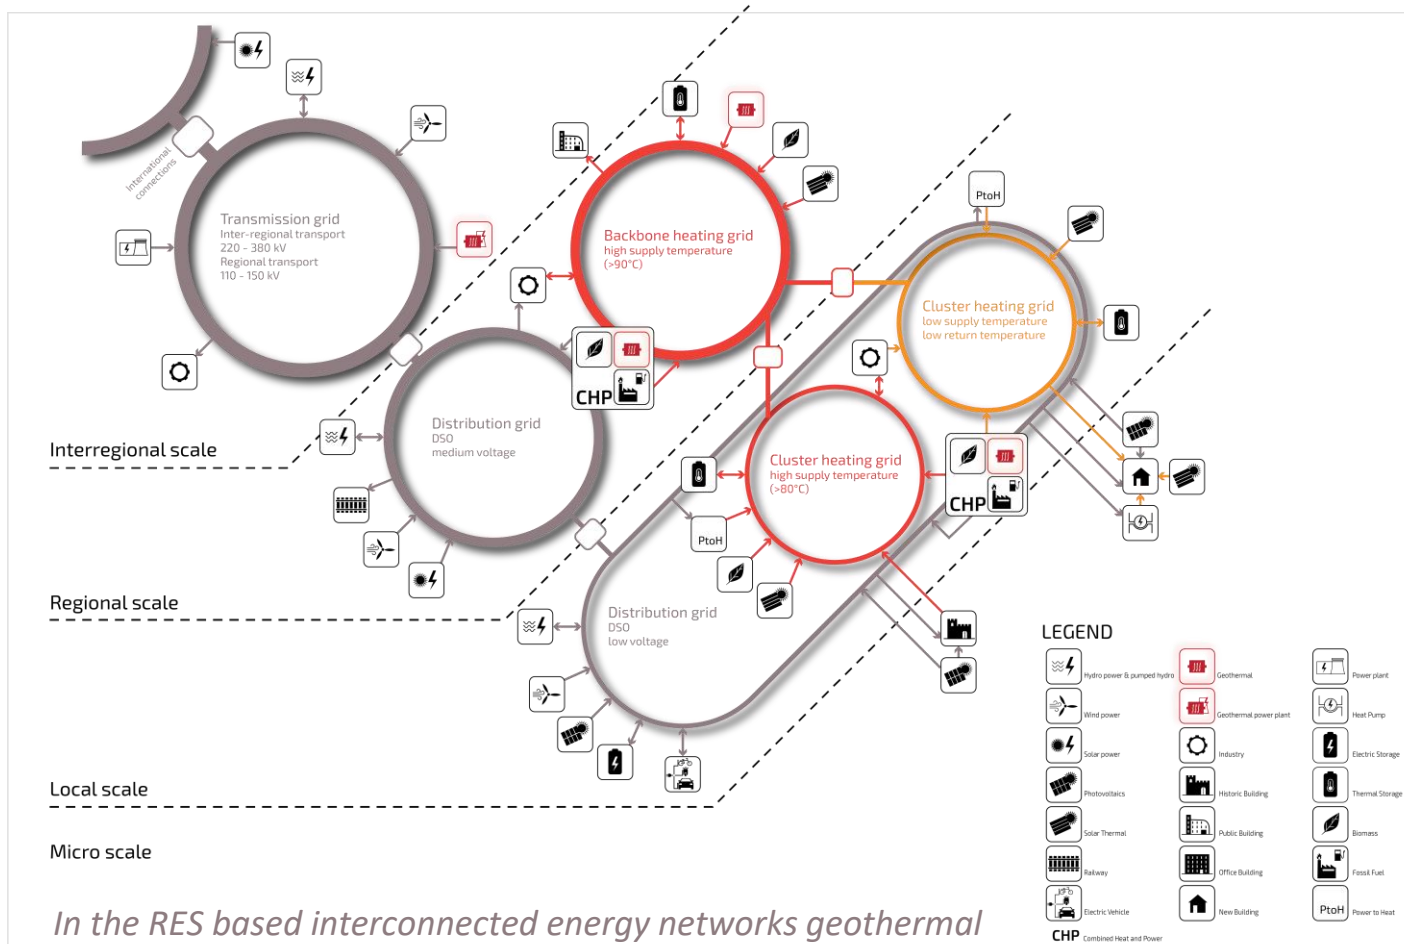 International
connections
Transmission grid
Inter-regional transport
220 - 380 kV
Regional transport
110 - 150 kV
Backbone heating grid
high supply temperature
(>90°C)
PtoH
Cluster heating grid
low supply temperature
low return temperature
CHP
Distribution grid
DSO
medium voltage
Interregional scale
Cluster heating grid
high supply temperature
(>80°C)
CHP
PtoH
Regional scale
Distribution grid
DSO
low voltage
Local scale
Micro scale
LEGEND
Hydro power & pumped hydro
Geothermal
Power plant
Wind power
Geothermal power plant
Heat Pump
Solar power
Industry
Electric Storage
Photovoltaics
Historic Building
Thermal Storage
Solar Thermal
Public Building
Biomass
Railway
Office Building
Fossil Fuel
Electric Vehicle
New Building
PtoH Power to Heat
CHP Combined Heat and Power
In the RES based interconnected energy networks geothermal